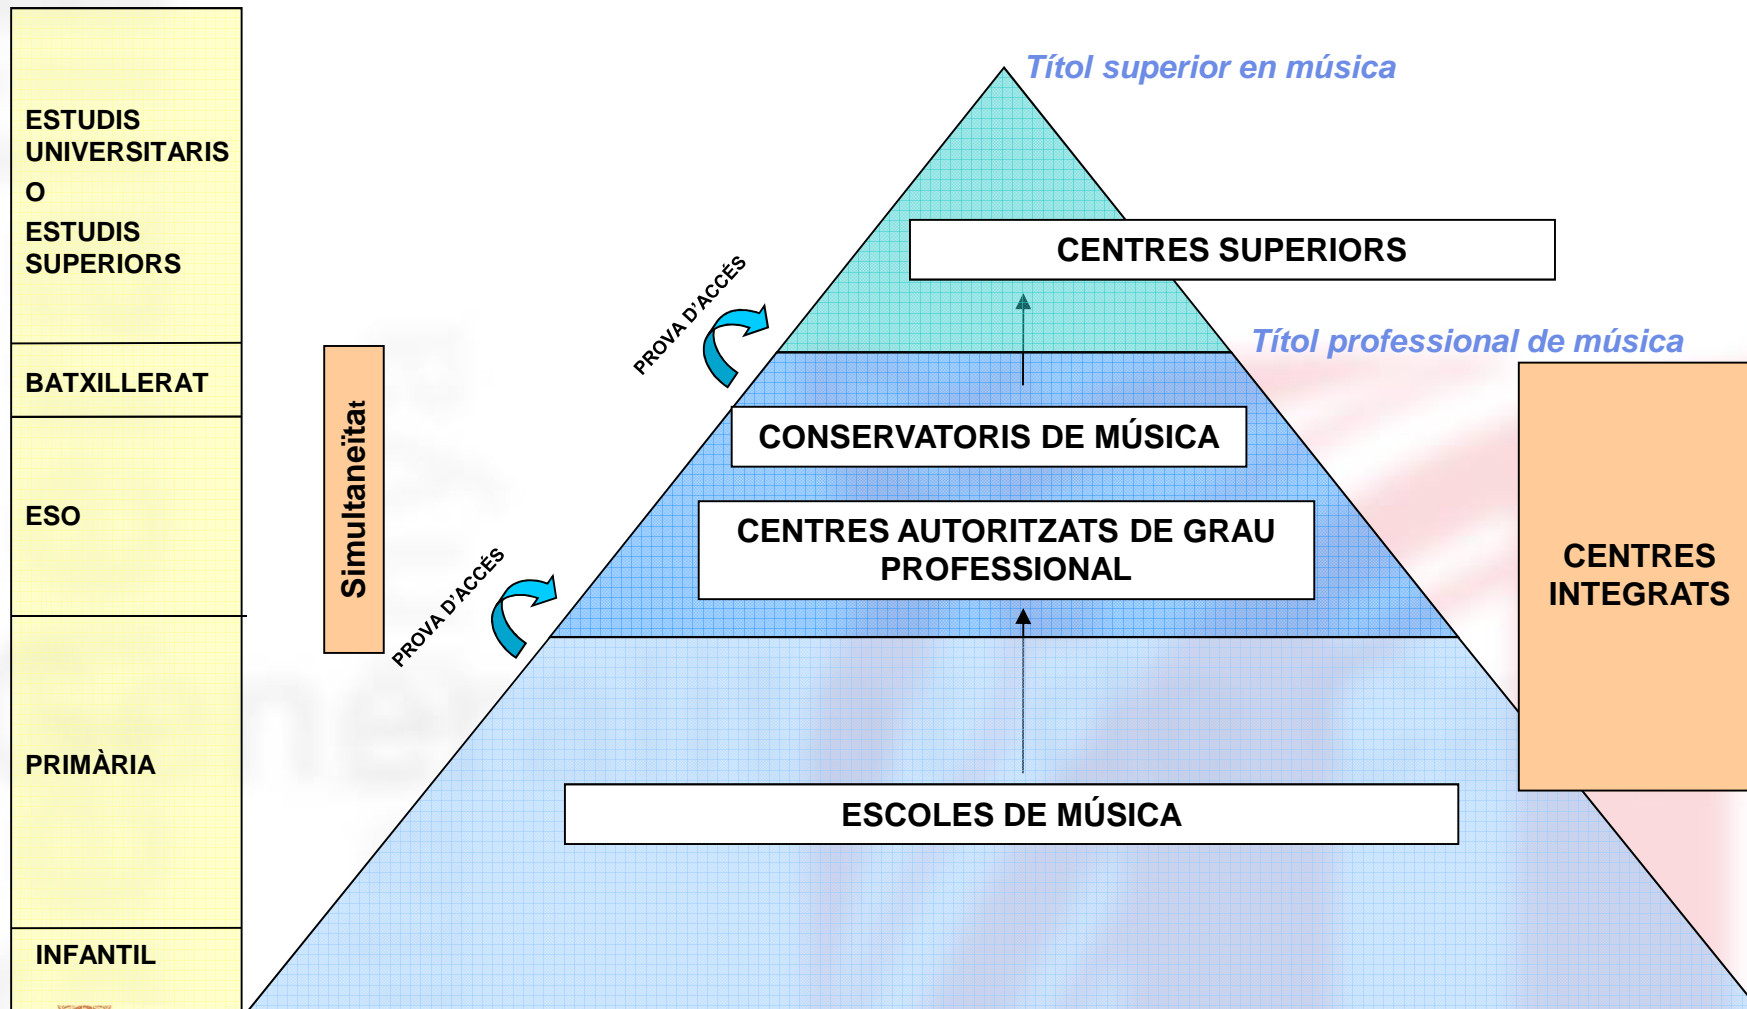 ESTUDIS
UNIVERSITARIS
O
ESTUDIS
SUPERIORS
BATXILLERAT
ESO
PRIMÀRIA
INFANTIL
Simultaneïtat
PROVA D'ACCÉS
PROVA D'ACCÉS
Títol superior en música
CENTRES SUPERIORS
Títol professional de música
CONSERVATORIS DE MÚSICA
CENTRES AUTORITZATS DE GRAU
PROFESSIONAL
ESCOLES DE MÚSICA
CENTRES
INTEGRATS